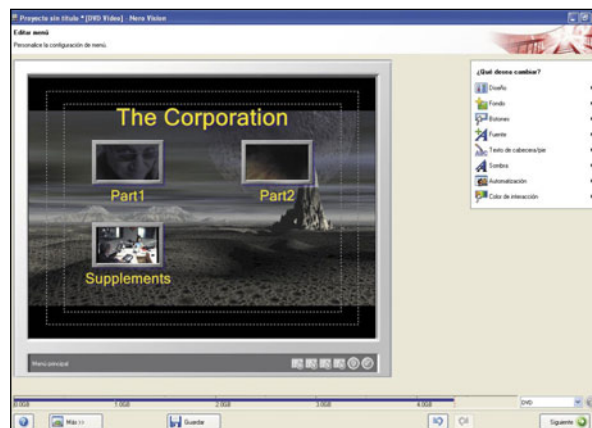 Proyecto sin título * [DVD Video] - Nero Vision
Editar menú
Personalice la configuración de menú.
The Corporation
Part1
Part2
Supplements
Menú principal
¿Qué desea cambiar?
Diseño
Fondo
Botones
Fuente
Texto de cabecera/pie
Sombra
Automatización
Color de interacción
0.0GB 1.0GB 2.0GB 3.0GB 4.0GB
DVD
Más >>
Guardar
Siguiente